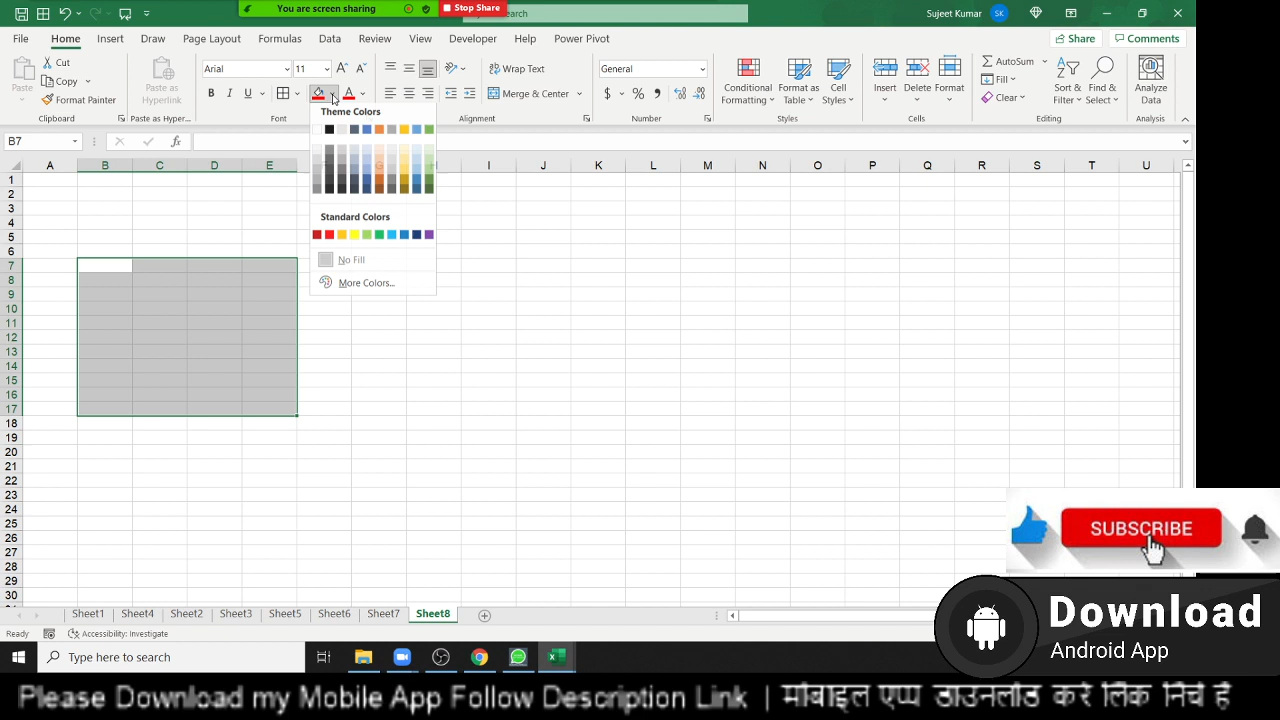 You are screen sharing
Stop Share
Search
Sujeet Kumar
SK
File Home Insert Draw Page Layout Formulas Data Review View Developer Help Power Pivot
Share
Comments
Paste
Cut
Copy
Format Painter
Clipboard
Paste as
Hyperlink
Paste as Hyper...
Arial
11
B I U
A
Font
Wrap Text
Merge & Center
Alignment
General
$ % ,
Number
Conditional
Formatting
Format as
Table
Cell
Styles
Styles
Insert
Delete
Format
Cells
AutoSum
Fill
Clear
Sort &
Filter
Find &
Select
Editing
Analyze
Data
Analysis
B7
fx
Theme Colors
Standard Colors
No Fill
More Colors...
A B C D E H I J K L M N O P Q R S T U
1
2
3
4
5
6
7
8
9
10
11
12
13
14
15
16
17
18
19
20
21
22
23
24
25
26
27
28
29
30
SUBSCRIBE
Download
Android App
Sheet1 Sheet4 Sheet2 Sheet3 Sheet5 Sheet6 Sheet7 Sheet8
Ready
Accessibility: Investigate
Type here to search
Please Download my Mobile App Follow Description Link | मोबाइल एप्प डाउनलोड करे लिंक निचे है